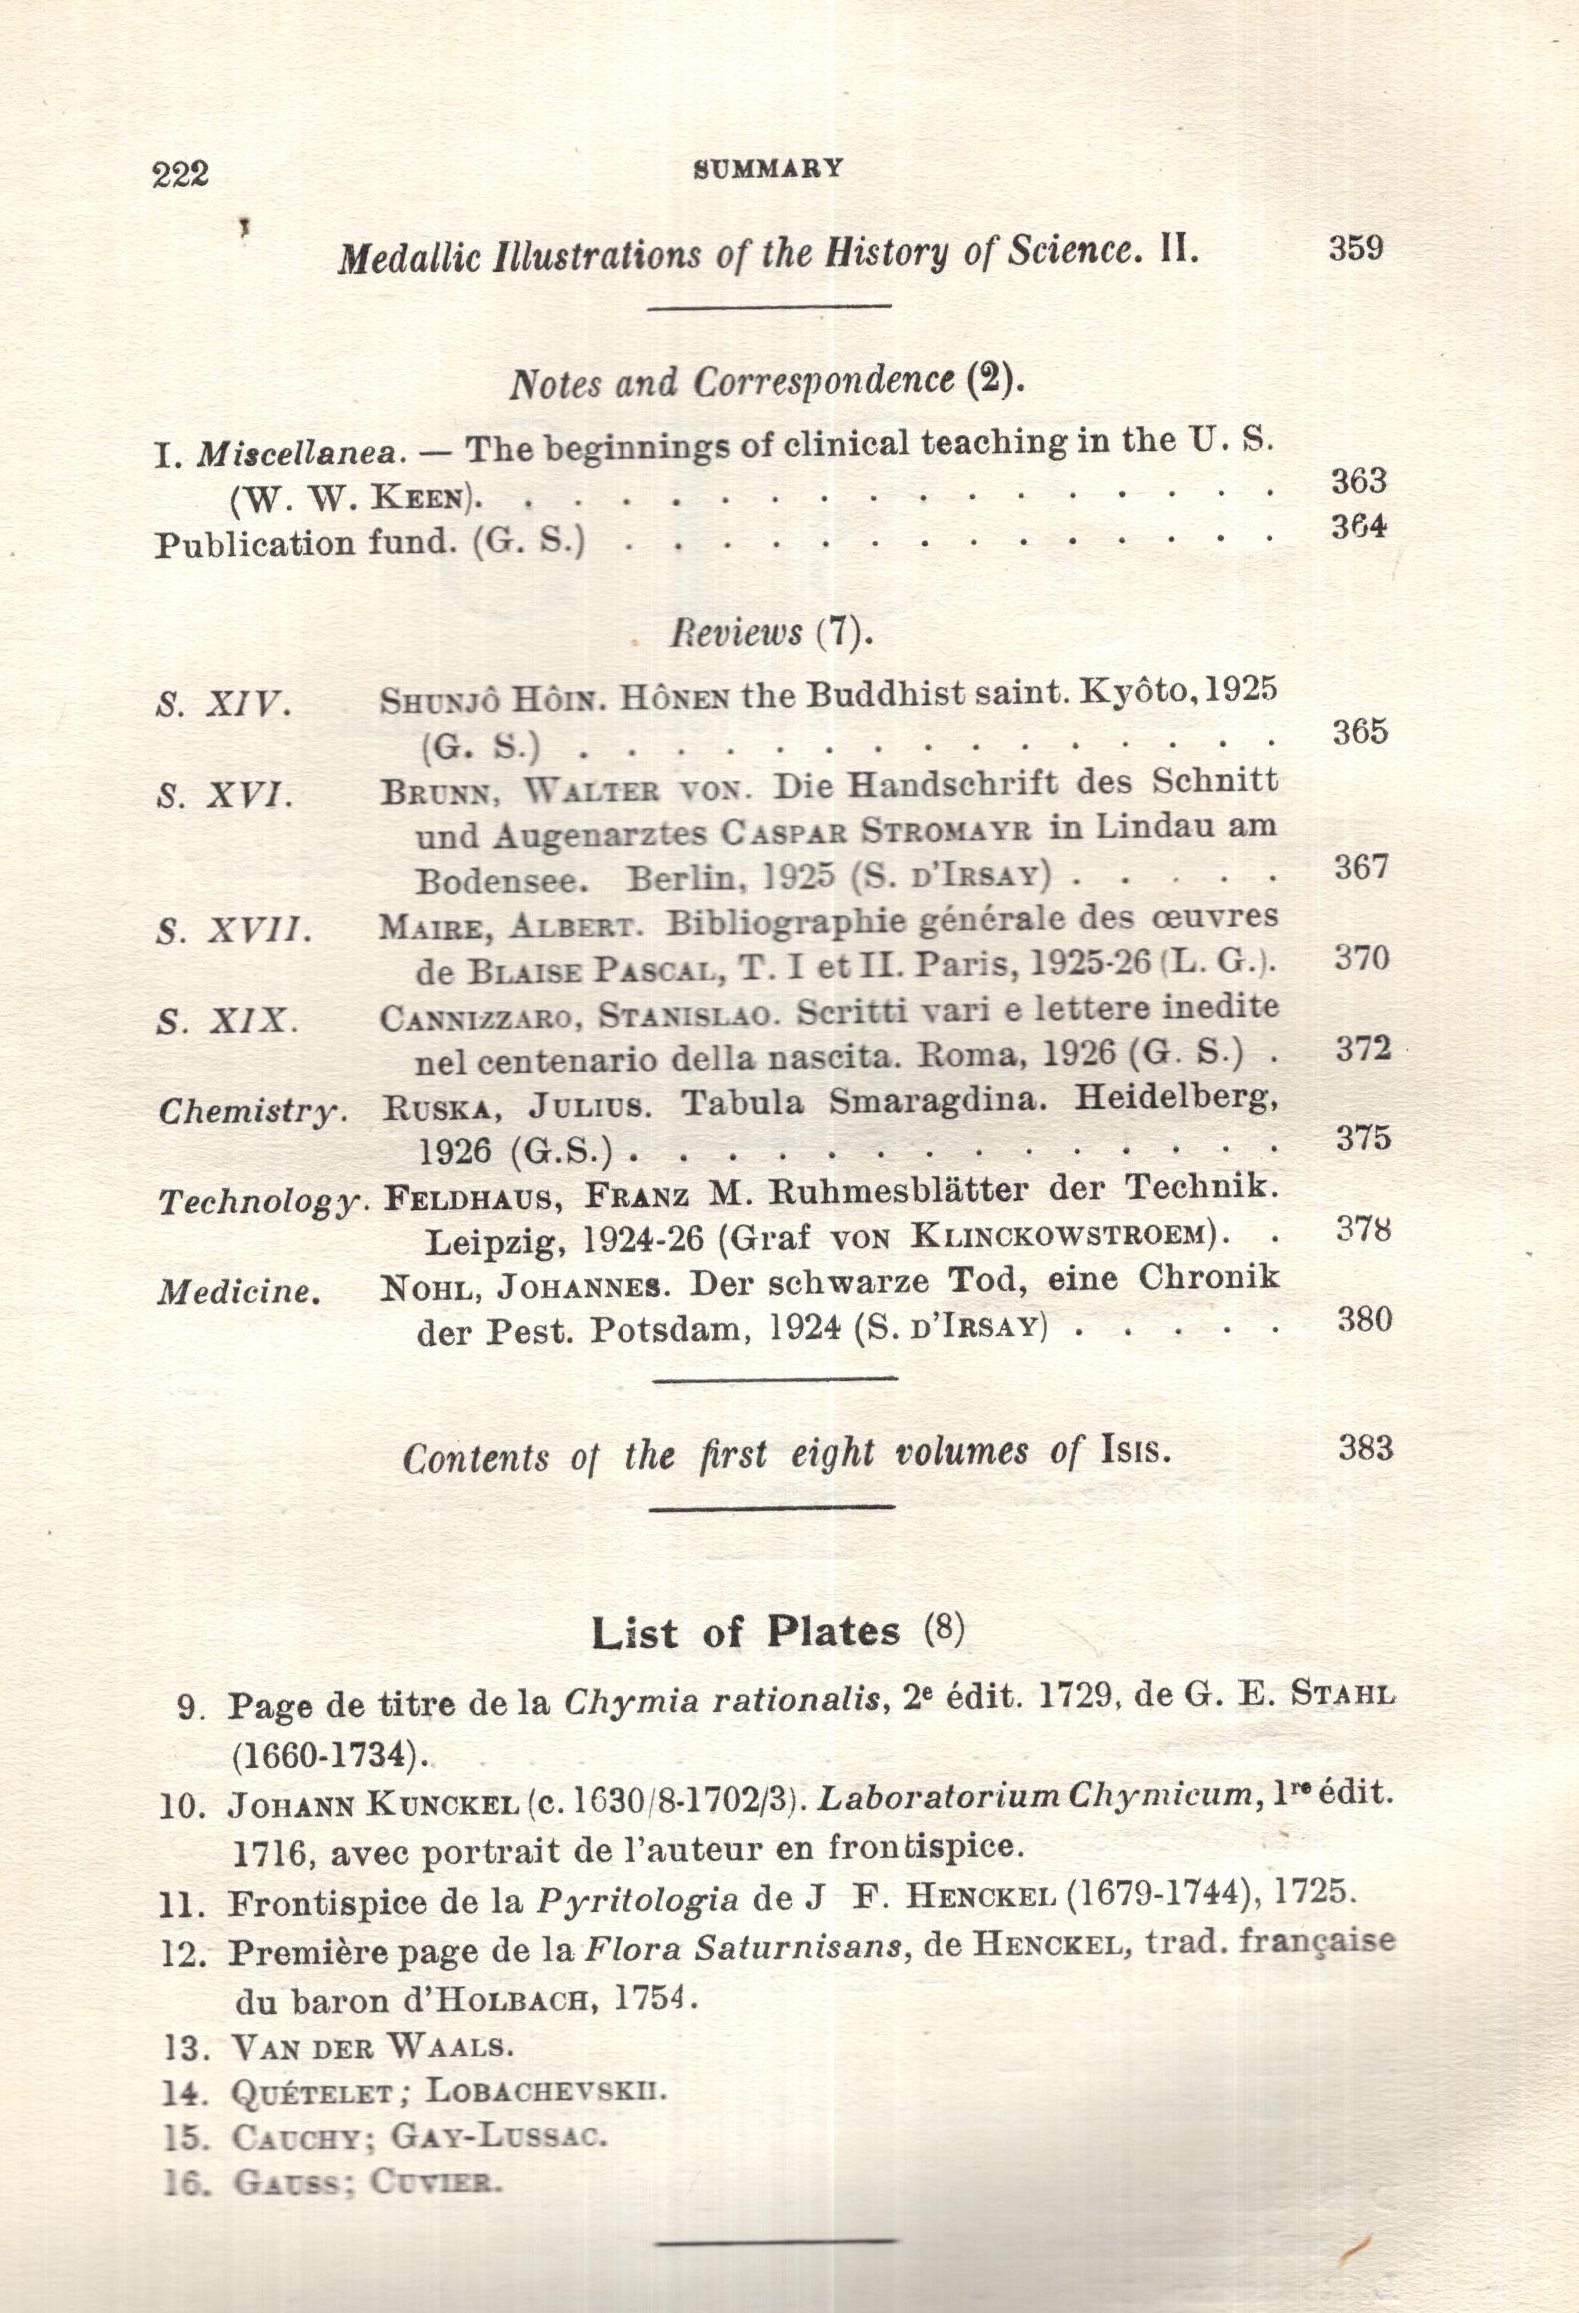 222
SUMMARY
Medallic Illustrations of the History of Science. II. 359
Notes and Correspondence (2).
I. Miscellanea. — The beginnings of clinical teaching in the U. S.
(W. W. KEEN). . . . . . . . . . . . . . . . . 363
Publication fund. (G. S.) . . . . . . . . . . . . . . 364
Reviews (7).
S. XIV. SHUNJÔ HÔIN. HÔNEN the Buddhist saint. Kyôto, 1925
(G. S.) . . . . . . . . . . . . . . . 365
S. XVI. BRUNN, WALTER VON. Die Handschrift des Schnitt
und Augenarztes CASPAR STROMAYR in Lindau am
Bodensee. Berlin, 1925 (S. D'IRSAY) . . . . . 367
S. XVII. MAIRE, ALBERT. Bibliographie générale des œuvres
de BLAISE PASCAL, T. I et II. Paris, 1925-26 (L. G.). 370
S. XIX. CANNIZZARO, STANISLAO. Scritti vari e lettere inedite
nel centenario della nascita. Roma, 1926 (G. S.) . 372
Chemistry. RUSKA, JULIUS. Tabula Smaragdina. Heidelberg,
1926 (G.S.) . . . . . . . . . . . . . . 375
Technology. FELDHAUS, FRANZ M. Ruhmesblätter der Technik.
Leipzig, 1924-26 (Graf VON KLINCKOWSTROEM). . 378
Medicine. NOHL, JOHANNES. Der schwarze Tod, eine Chronik
der Pest. Potsdam, 1924 (S. D'IRSAY) . . . . . 380
Contents of the first eight volumes of ISIS. 383
List of Plates (8)
9. Page de titre de la Chymia rationalis, 2e édit. 1729, de G. E. STAHL
(1660-1734).
10. JOHANN KUNCKEL (c. 1630/8-1702/3). Laboratorium Chymicum, 1re édit.
1716, avec portrait de l'auteur en frontispice.
11. Frontispice de la Pyritologia de J F. HENCKEL (1679-1744), 1725.
12. Première page de la Flora Saturnisans, de HENCKEL, trad. française
du baron d'HOLBACH, 1754.
13. VAN DER WAALS.
14. QUÉTELET; LOBACHEVSKII.
15. CAUCHY; GAY-LUSSAC.
16. GAUSS; CUVIER.